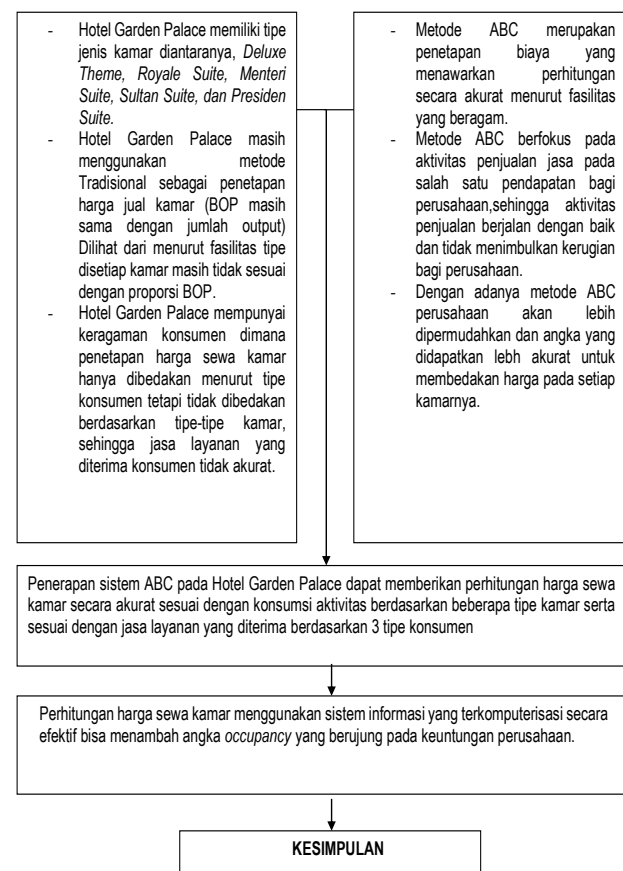 - Hotel Garden Palace memiliki tipe
jenis kamar diantaranya, Deluxe
Theme, Royale Suite, Menteri
Suite, Sultan Suite, dan Presiden
Suite.
- Hotel Garden Palace masih
menggunakan metode
Tradisional sebagai penetapan
harga jual kamar (BOP masih
sama dengan jumlah output)
Dilihat dari menurut fasilitas tipe
disetiap kamar masih tidak sesuai
dengan proporsi BOP.
- Hotel Garden Palace mempunyai
keragaman konsumen dimana
penetapan harga sewa kamar
hanya dibedakan menurut tipe
konsumen tetapi tidak dibedakan
berdasarkan tipe-tipe kamar,
sehingga jasa layanan yang
diterima konsumen tidak akurat.
- Metode ABC merupakan
penetapan biaya yang
menawarkan perhitungan
secara akurat menurut fasilitas
yang beragam.
- Metode ABC berfokus pada
aktivitas penjualan jasa pada
salah satu pendapatan bagi
perusahaan,sehingga aktivitas
penjualan berjalan dengan baik
dan tidak menimbulkan kerugian
bagi perusahaan.
- Dengan adanya metode ABC
perusahaan akan lebih
dipermudahkan dan angka yang
didapatkan lebh akurat untuk
membedakan harga pada setiap
kamarnya.
Penerapan sistem ABC pada Hotel Garden Palace dapat memberikan perhitungan harga sewa
kamar secara akurat sesuai dengan konsumsi aktivitas berdasarkan beberapa tipe kamar serta
sesuai dengan jasa layanan yang diterima berdasarkan 3 tipe konsumen
Perhitungan harga sewa kamar menggunakan sistem informasi yang terkomputerisasi secara
efektif bisa menambah angka occupancy yang berujung pada keuntungan perusahaan.
KESIMPULAN